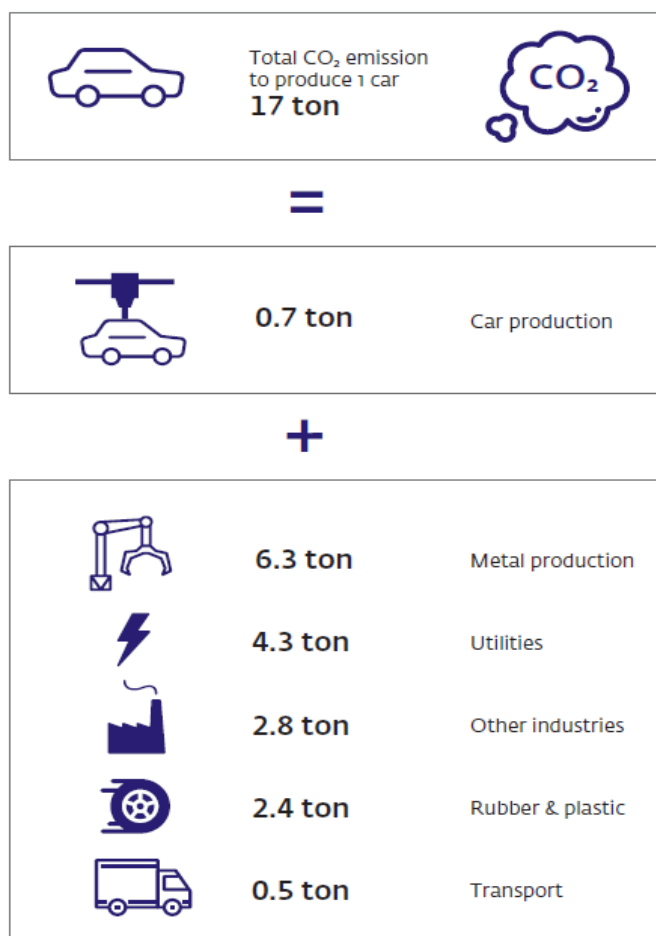 Total CO₂ emission
to produce 1 car
17 ton
CO₂
=
0.7 ton Car production
+
6.3 ton Metal production
4.3 ton Utilities
2.8 ton Other industries
2.4 ton Rubber & plastic
0.5 ton Transport